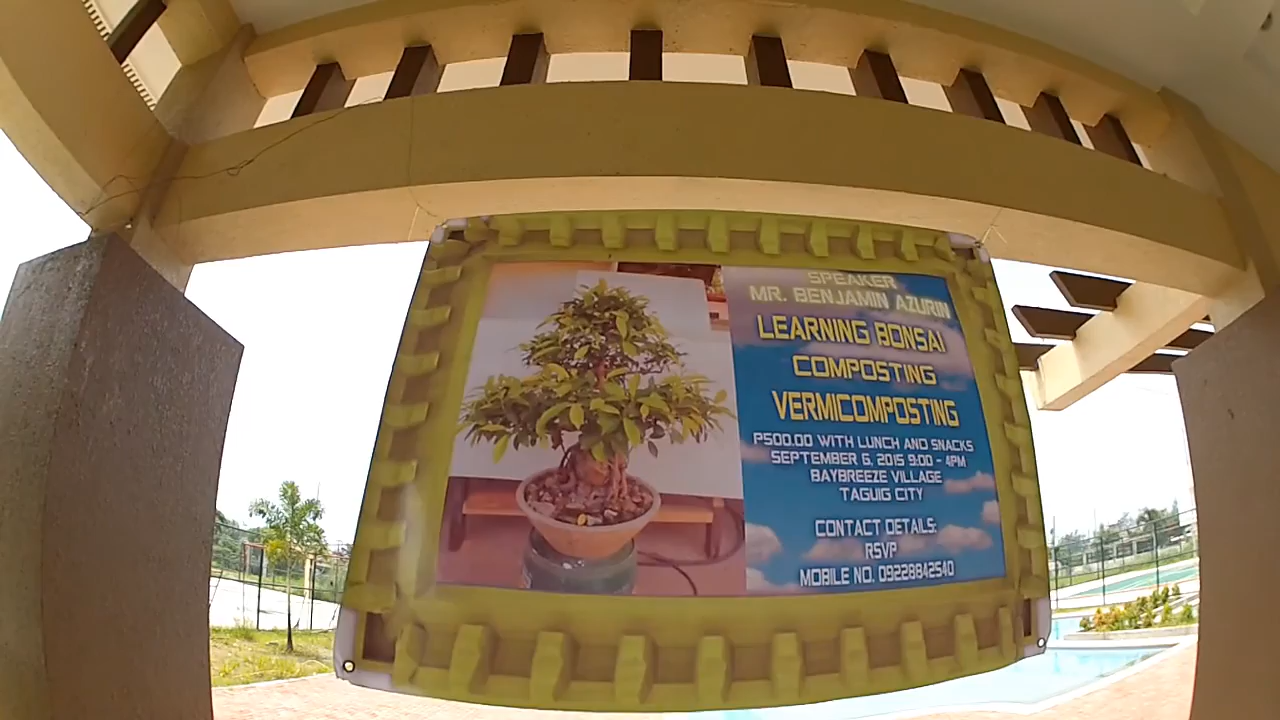 SPEAKER
MR. BENJAMIN AZURIN
LEARNING BONSAI
COMPOSTING
VERMICOMPOSTING
P500.00 WITH LUNCH AND SNACKS
SEPTEMBER 6, 2015 9:00 - 4PM
BAYBREEZE VILLAGE
TAGUIG CITY
CONTACT DETAILS:
RSVP
MOBILE NO. 09228842540